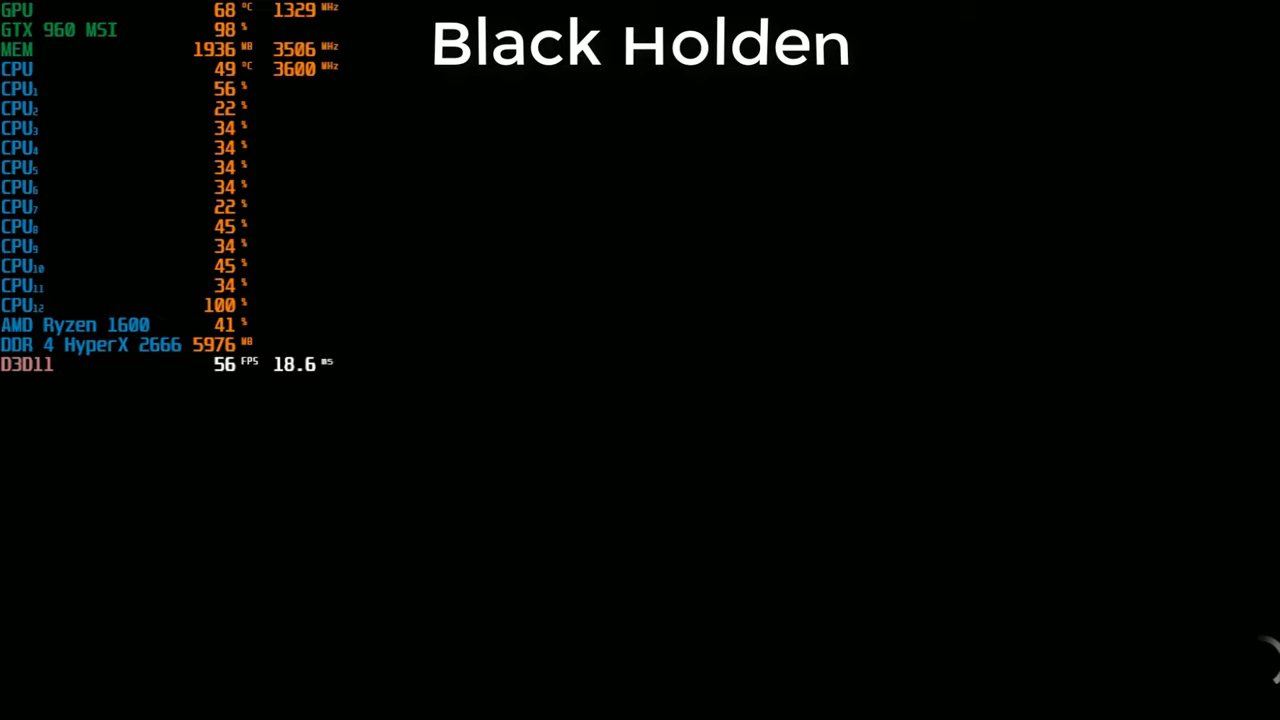 Black Holden
GPU 68 °C 1329 MHz
GTX 960 MSI 98 %
MEM 1936 MB 3506 MHz
CPU 49 °C 3600 MHz
CPU1 56 %
CPU2 22 %
CPU3 34 %
CPU4 34 %
CPU5 34 %
CPU6 34 %
CPU7 22 %
CPU8 45 %
CPU9 34 %
CPU10 45 %
CPU11 34 %
CPU12 100 %
AMD Ryzen 1600 41 %
DDR 4 HyperX 2666 5976 MB
D3D11 56 FPS 18.6 ms